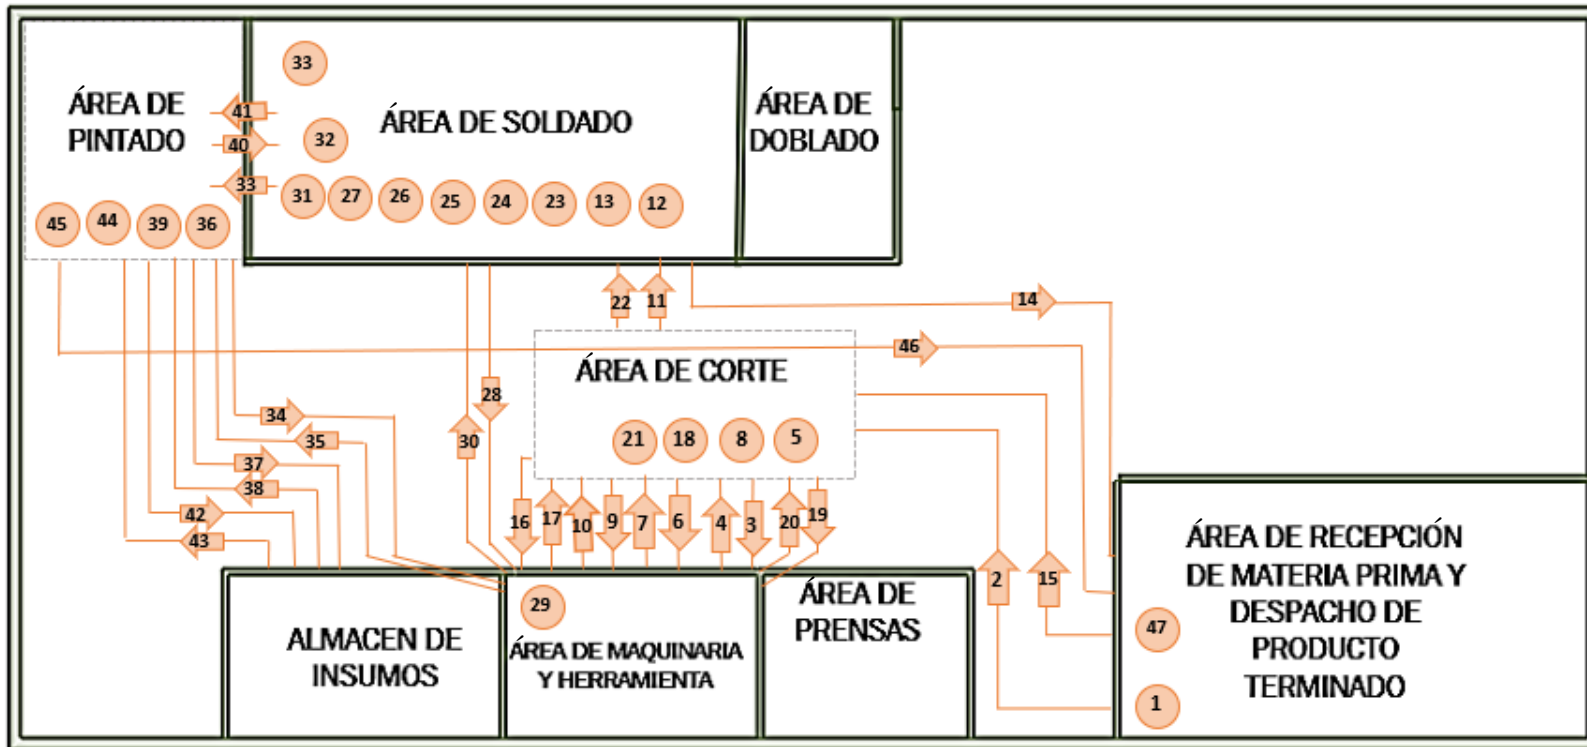 33
ÁREA DE
PINTADO
41
40
33
ÁREA DE SOLDADO
32
ÁREA DE
DOBLADO
31
27
26
25
24
23
13
12
45
44
39
36
22
11
14
46
ÁREA DE CORTE
28
34
35
30
37
38
42
43
21
18
8
5
16
17
10
9
7
6
4
3
20
19
2
15
ALMACEN DE
INSUMOS
29
ÁREA DE MAQUINARIA
Y HERRAMIENTA
ÁREA DE
PRENSAS
ÁREA DE RECEPCIÓN
DE MATERIA PRIMA Y
DESPACHO DE
PRODUCTO
TERMINADO
47
1